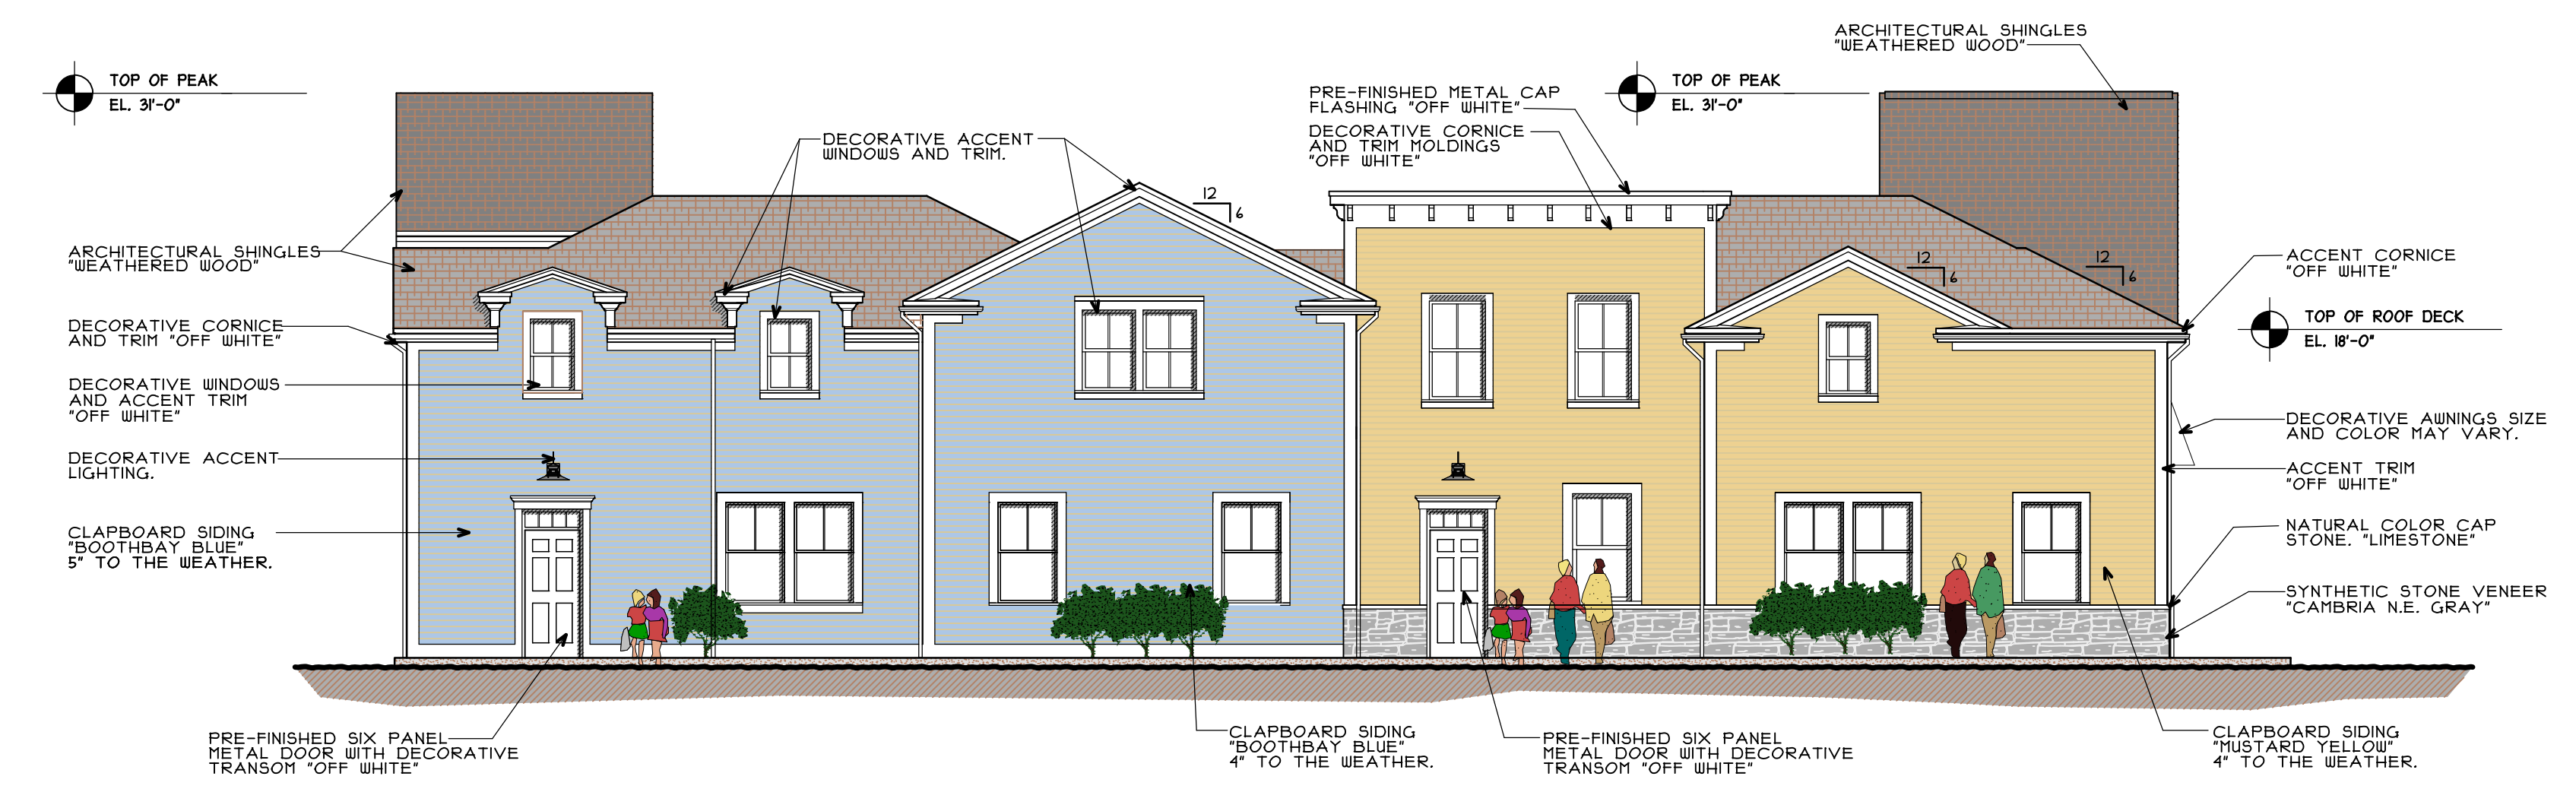 ARCHITECTURAL SHINGLES
"WEATHERED WOOD"
TOP OF PEAK
EL. 31'-0"
TOP OF PEAK
EL. 31'-0"
PRE-FINISHED METAL CAP
FLASHING "OFF WHITE"
DECORATIVE CORNICE
AND TRIM MOLDINGS
"OFF WHITE"
DECORATIVE ACCENT
WINDOWS AND TRIM.
12
6
ARCHITECTURAL SHINGLES
"WEATHERED WOOD"
12
6
12
6
ACCENT CORNICE
"OFF WHITE"
DECORATIVE CORNICE
AND TRIM "OFF WHITE"
TOP OF ROOF DECK
EL. 18'-0"
DECORATIVE WINDOWS
AND ACCENT TRIM
"OFF WHITE"
DECORATIVE AWNINGS SIZE
AND COLOR MAY VARY.
DECORATIVE ACCENT
LIGHTING.
ACCENT TRIM
"OFF WHITE"
CLAPBOARD SIDING
"BOOTHBAY BLUE"
5" TO THE WEATHER.
NATURAL COLOR CAP
STONE. "LIMESTONE"
SYNTHETIC STONE VENEER
"CAMBRIA N.E. GRAY"
PRE-FINISHED SIX PANEL
METAL DOOR WITH DECORATIVE
TRANSOM "OFF WHITE"
CLAPBOARD SIDING
"BOOTHBAY BLUE"
4" TO THE WEATHER.
PRE-FINISHED SIX PANEL
METAL DOOR WITH DECORATIVE
TRANSOM "OFF WHITE"
CLAPBOARD SIDING
"MUSTARD YELLOW"
4" TO THE WEATHER.